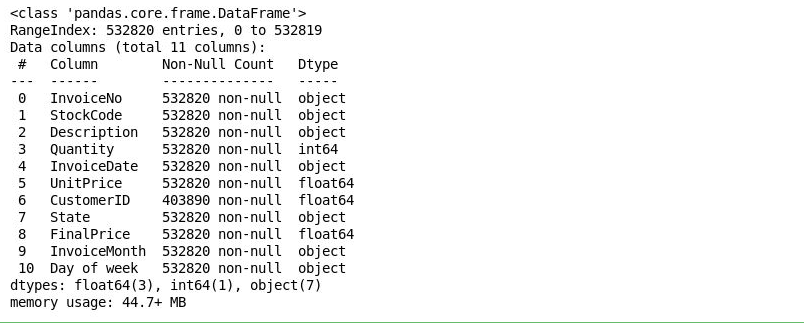 <class 'pandas.core.frame.DataFrame'>
RangeIndex: 532820 entries, 0 to 532819
Data columns (total 11 columns):
 #   Column        Non-Null Count   Dtype
---  ------        --------------   -----
 0   InvoiceNo     532820 non-null  object
 1   StockCode     532820 non-null  object
 2   Description   532820 non-null  object
 3   Quantity      532820 non-null  int64
 4   InvoiceDate   532820 non-null  object
 5   UnitPrice     532820 non-null  float64
 6   CustomerID    403890 non-null  float64
 7   State         532820 non-null  object
 8   FinalPrice    532820 non-null  float64
 9   InvoiceMonth  532820 non-null  object
 10  Day of week   532820 non-null  object
dtypes: float64(3), int64(1), object(7)
memory usage: 44.7+ MB